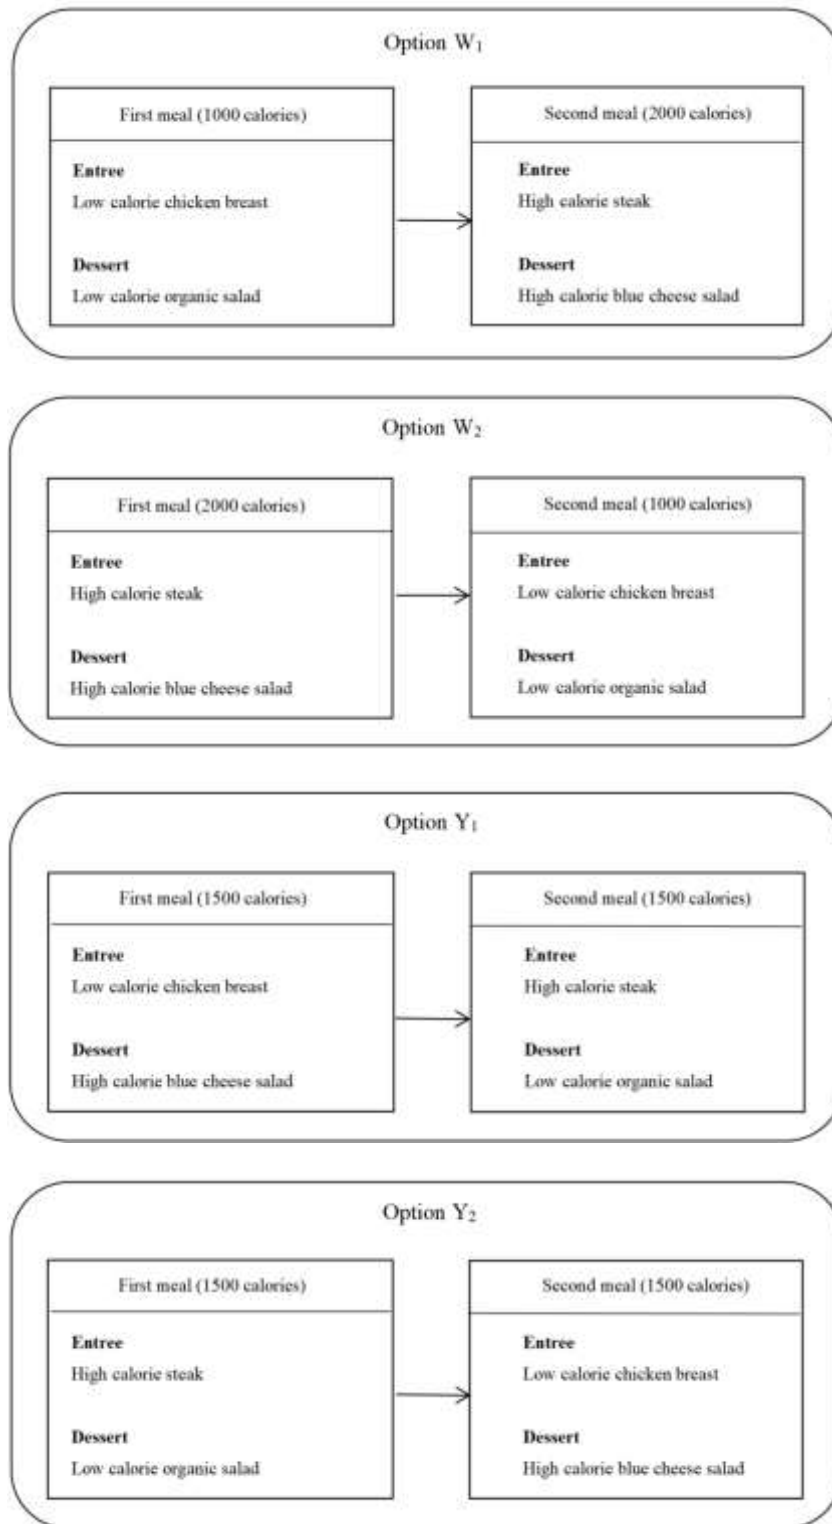 Option W₁
First meal (1000 calories)
Entree
Low calorie chicken breast
Dessert
Low calorie organic salad
Second meal (2000 calories)
Entree
High calorie steak
Dessert
High calorie blue cheese salad
Option W₂
First meal (2000 calories)
Entree
High calorie steak
Dessert
High calorie blue cheese salad
Second meal (1000 calories)
Entree
Low calorie chicken breast
Dessert
Low calorie organic salad
Option Y₁
First meal (1500 calories)
Entree
Low calorie chicken breast
Dessert
High calorie blue cheese salad
Second meal (1500 calories)
Entree
High calorie steak
Dessert
Low calorie organic salad
Option Y₂
First meal (1500 calories)
Entree
High calorie steak
Dessert
Low calorie organic salad
Second meal (1500 calories)
Entree
Low calorie chicken breast
Dessert
High calorie blue cheese salad